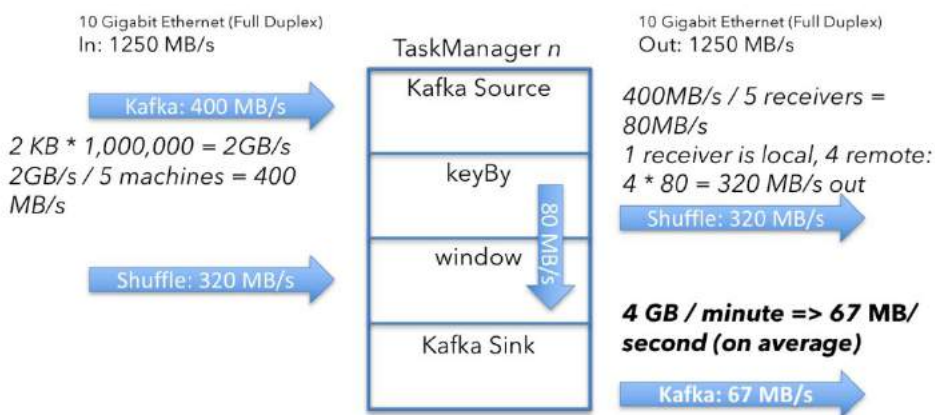 10 Gigabit Ethernet (Full Duplex)
In: 1250 MB/s
Kafka: 400 MB/s
2 KB * 1,000,000 = 2GB/s
2GB/s / 5 machines = 400
MB/s
Shuffle: 320 MB/s
TaskManager n
Kafka Source
keyBy
80 MB/s
window
Kafka Sink
10 Gigabit Ethernet (Full Duplex)
Out: 1250 MB/s
400MB/s / 5 receivers =
80MB/s
1 receiver is local, 4 remote:
4 * 80 = 320 MB/s out
Shuffle: 320 MB/s
4 GB / minute => 67 MB/
second (on average)
Kafka: 67 MB/s